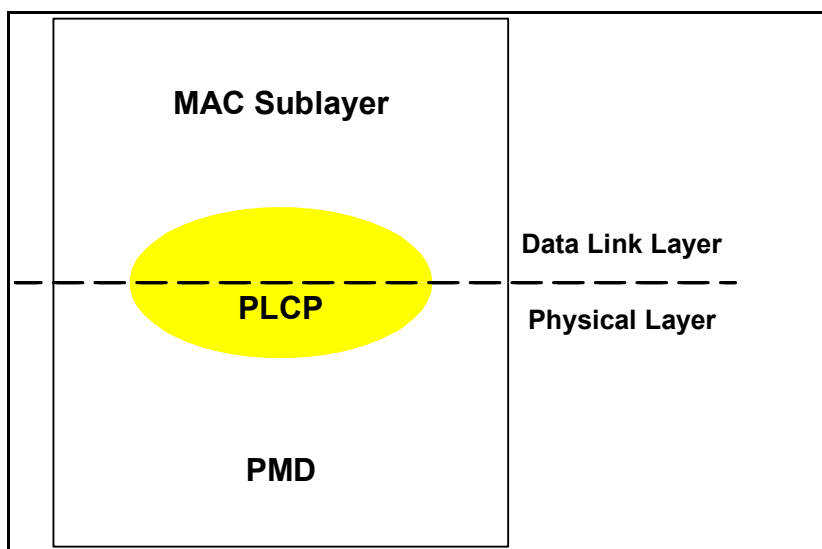 MAC Sublayer
Data Link Layer
PLCP
Physical Layer
PMD